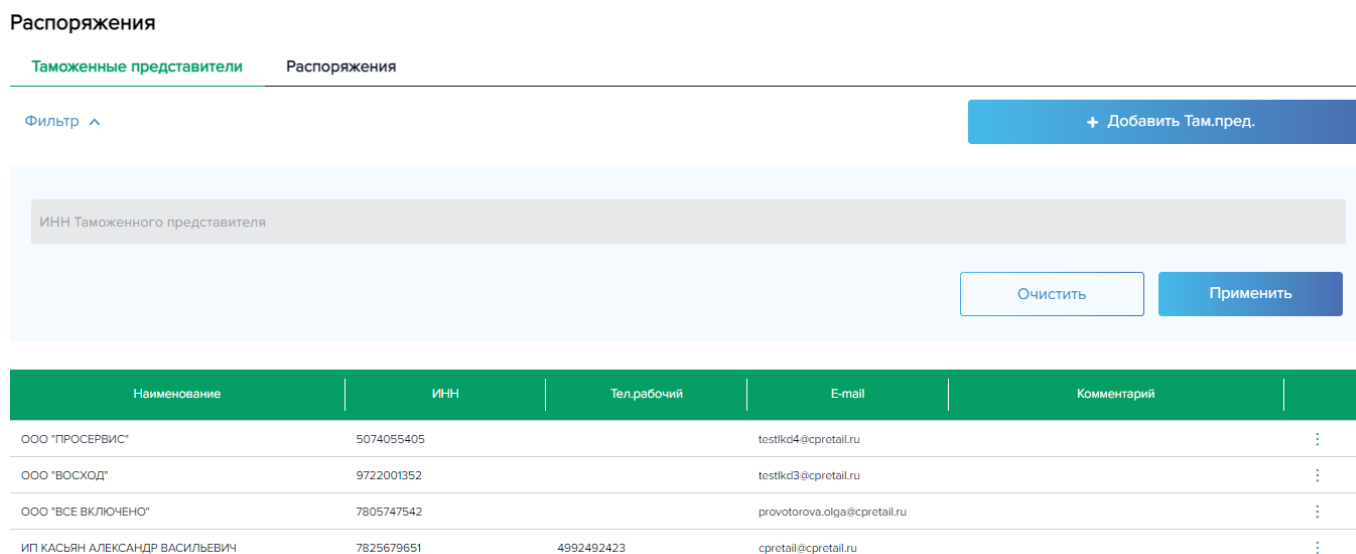 Распоряжения
Таможенные представители Распоряжения
Фильтр + Добавить Там.пред.
ИНН Таможенного представителя
Очистить Применить
Наименование ИНН Тел.рабочий E-mail Комментарий
ООО "ПРОСЕРВИС" 5074055405 testlkd4@cpretail.ru
ООО "ВОСХОД" 9722001352 testlkd3@cpretail.ru
ООО "ВСЕ ВКЛЮЧЕНО" 7805747542 provotorova.olga@cpretail.ru
ИП КАСЬЯН АЛЕКСАНДР ВАСИЛЬЕВИЧ 7825679651 4992492423 cpretail@cpretail.ru